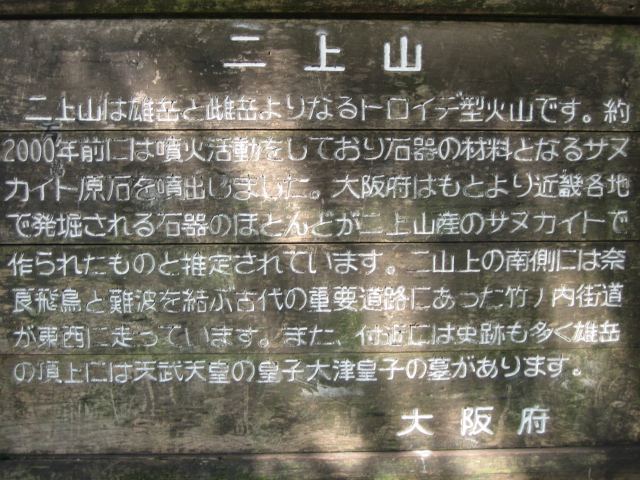 二上山
二上山は雄岳と雌岳よりなるトロイデ型火山です。約
2000年前には噴火活動をしており石器の材料となるサヌ
カイト原石を噴出しました。大阪府はもとより近畿各地
で発堀される石器のほとんどが二上山産のサヌカイトで
作られたものと推定されています。二山上の南側には奈
良飛鳥と難波を結ぶ古代の重要道路にあった竹ノ内街道
が東西に走っています。また、付近には史跡も多く雄岳
の頂上には天武天皇の皇子大津皇子の墓があります。
大阪府